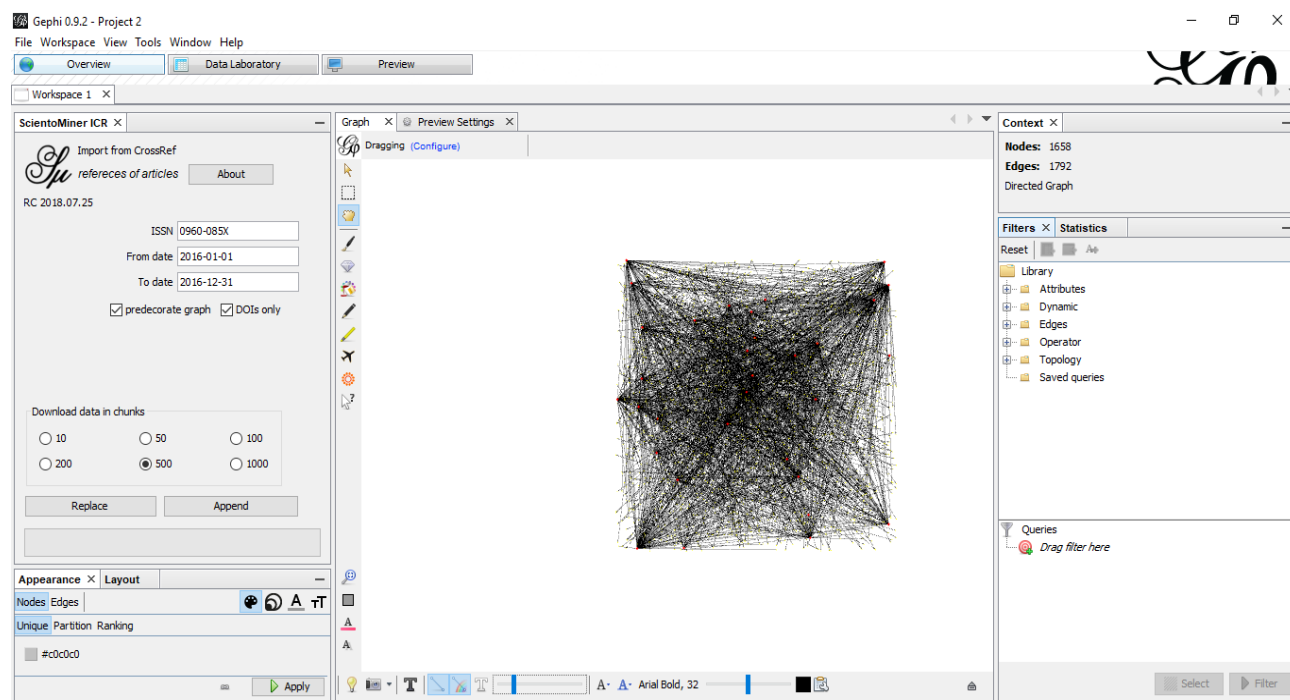 Gephi 0.9.2 - Project 2
File Workspace View Tools Window Help
Overview Data Laboratory Preview
Workspace 1
ScientoMiner ICR
Import from CrossRef
refereces of articles About
RC 2018.07.25
ISSN 0960-085X
From date 2016-01-01
To date 2016-12-31
predecorate graph DOIs only
Download data in chunks
10 50 100
200 500 1000
Replace Append
Appearance Layout
Nodes Edges A TT
Unique Partition Ranking
#c0c0c0
Apply
Graph Preview Settings
Dragging (Configure)
?
A
A
T T A- A- Arial Bold, 32
Context
Nodes: 1658
Edges: 1792
Directed Graph
Filters Statistics
Reset
Library
Attributes
Dynamic
Edges
Operator
Topology
Saved queries
Queries
Drag filter here
Select Filter